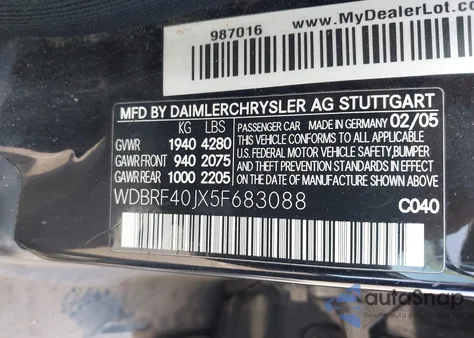 987016
www.
MyDealerLot.
MFD BY DAIMLERCHRYSLER AG STUTTGART
KG LBS
GVWR 1940 4280
GAWR FRONT 940 2075
GAWR REAR 1000 2205
PASSENGER CAR MADE IN GERMANY 02/05
THIS VEHICLE CONFORMS TO ALL APPLICABLE
U.S. FEDERAL MOTOR VEHICLE SAFETY, BUMPER
AND THEFT PREVENTION STANDARDS IN EFFECT
ON THE DATE OF MANUFACTURE SHOWN ABOVE.
WDBRF40JX5F683088
C040
autoSnap